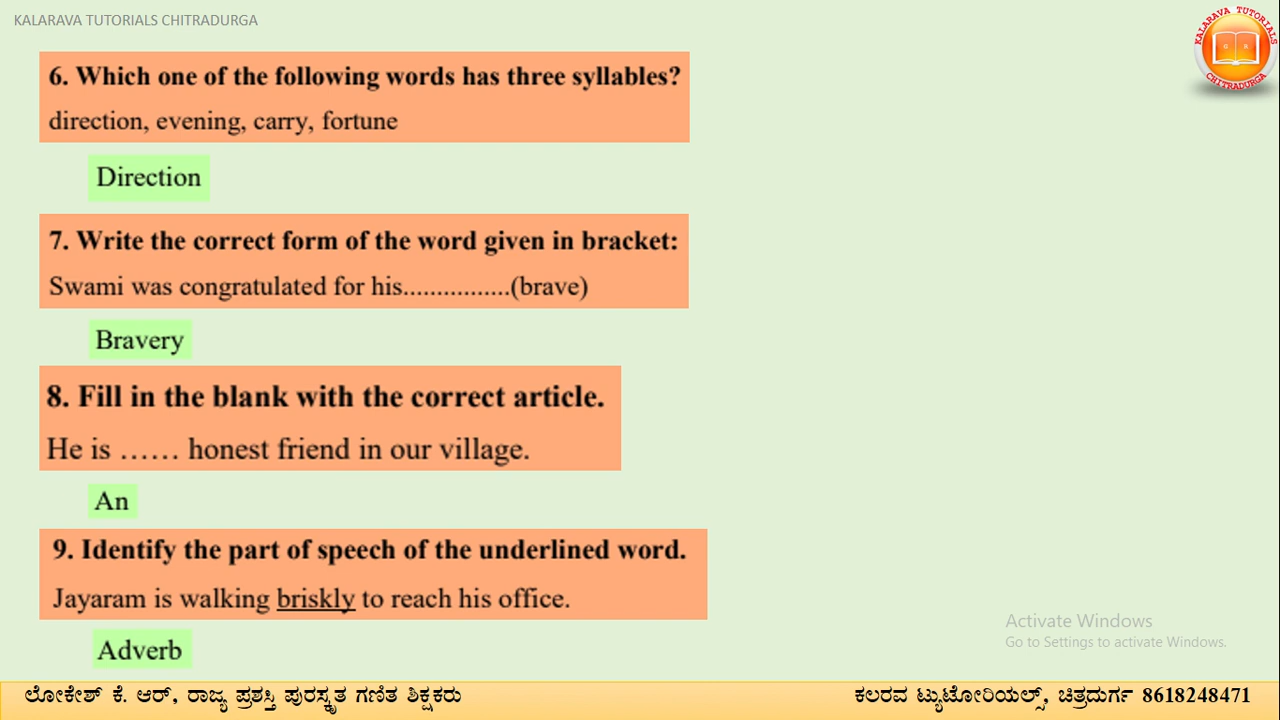 KALARAVA TUTORIALS CHITRADURGA
KALARAVA TUTORIALS
CHITRADURGA
6. Which one of the following words has three syllables?
direction, evening, carry, fortune
Direction
7. Write the correct form of the word given in bracket:
Swami was congratulated for his................(brave)
Bravery
8. Fill in the blank with the correct article.
He is …… honest friend in our village.
An
9. Identify the part of speech of the underlined word.
Jayaram is walking briskly to reach his office.
Adverb
Activate Windows
Go to Settings to activate Windows.
ಲೋಕೇಶ್ ಕೆ. ಆರ್, ರಾಜ್ಯ ಪ್ರಶಸ್ತಿ ಪುರಸ್ಕೃತ ಗಣಿತ ಶಿಕ್ಷಕರು
ಕಲರವ ಟ್ಯುಟೋರಿಯಲ್ಸ್, ಚಿತ್ರದುರ್ಗ 8618248471